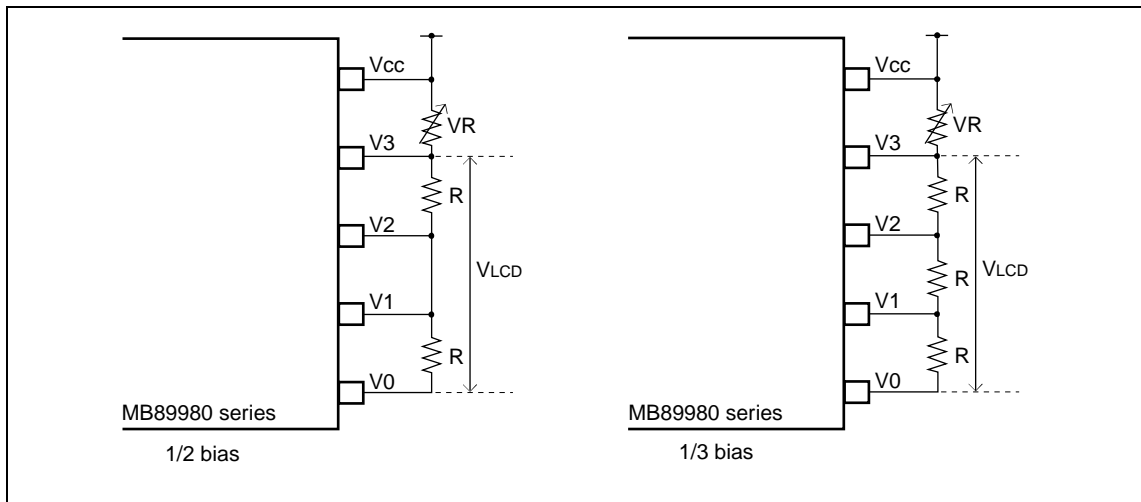 Vcc
VR
V3
R
V2
VLCD
V1
R
V0
MB89980 series
1/2 bias
Vcc
VR
V3
R
V2
R
VLCD
V1
R
V0
MB89980 series
1/3 bias